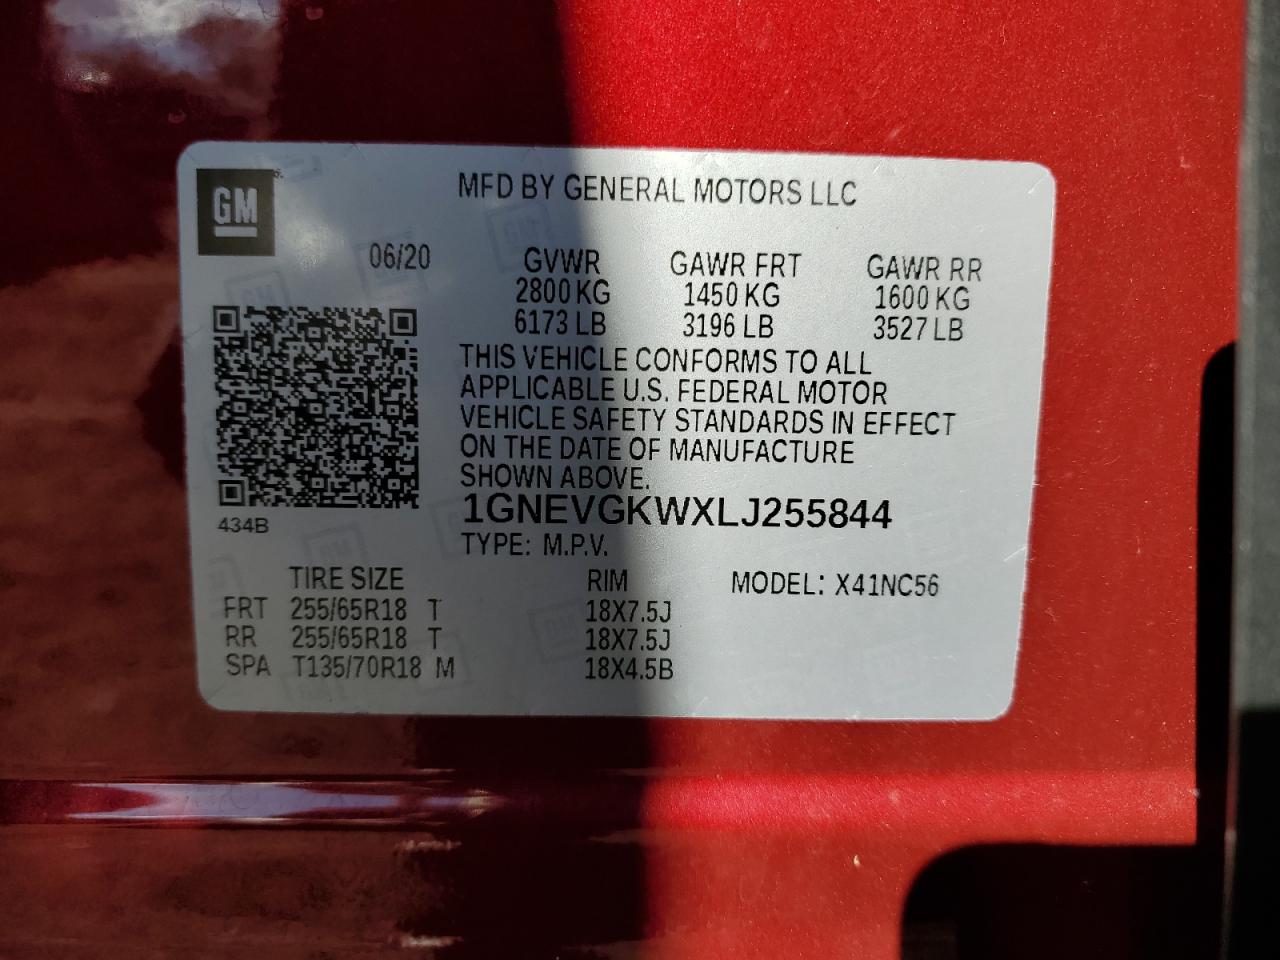 GM
MFD BY GENERAL MOTORS LLC
06/20
GVWR GAWR FRT GAWR RR
2800 KG 1450 KG 1600 KG
6173 LB 3196 LB 3527 LB
THIS VEHICLE CONFORMS TO ALL
APPLICABLE U.S. FEDERAL MOTOR
VEHICLE SAFETY STANDARDS IN EFFECT
ON THE DATE OF MANUFACTURE
SHOWN ABOVE.
1GNEVGKWXLJ255844
434B
TYPE: M.P.V.
TIRE SIZE RIM MODEL: X41NC56
FRT 255/65R18 T 18X7.5J
RR 255/65R18 T 18X7.5J
SPA T135/70R18 M 18X4.5B